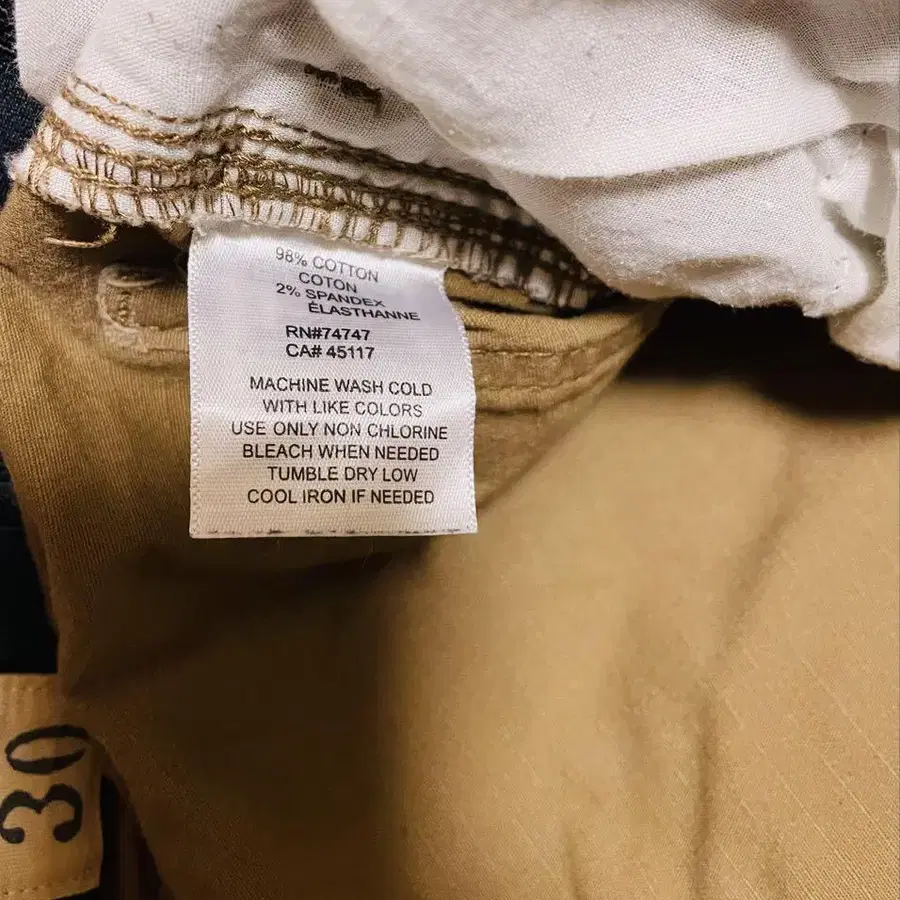 98% COTTON
COTON
2% SPANDEX
ÉLASTHANNE
RN#74747
CA# 45117
MACHINE WASH COLD
WITH LIKE COLORS
USE ONLY NON CHLORINE
BLEACH WHEN NEEDED
TUMBLE DRY LOW
COOL IRON IF NEEDED
30